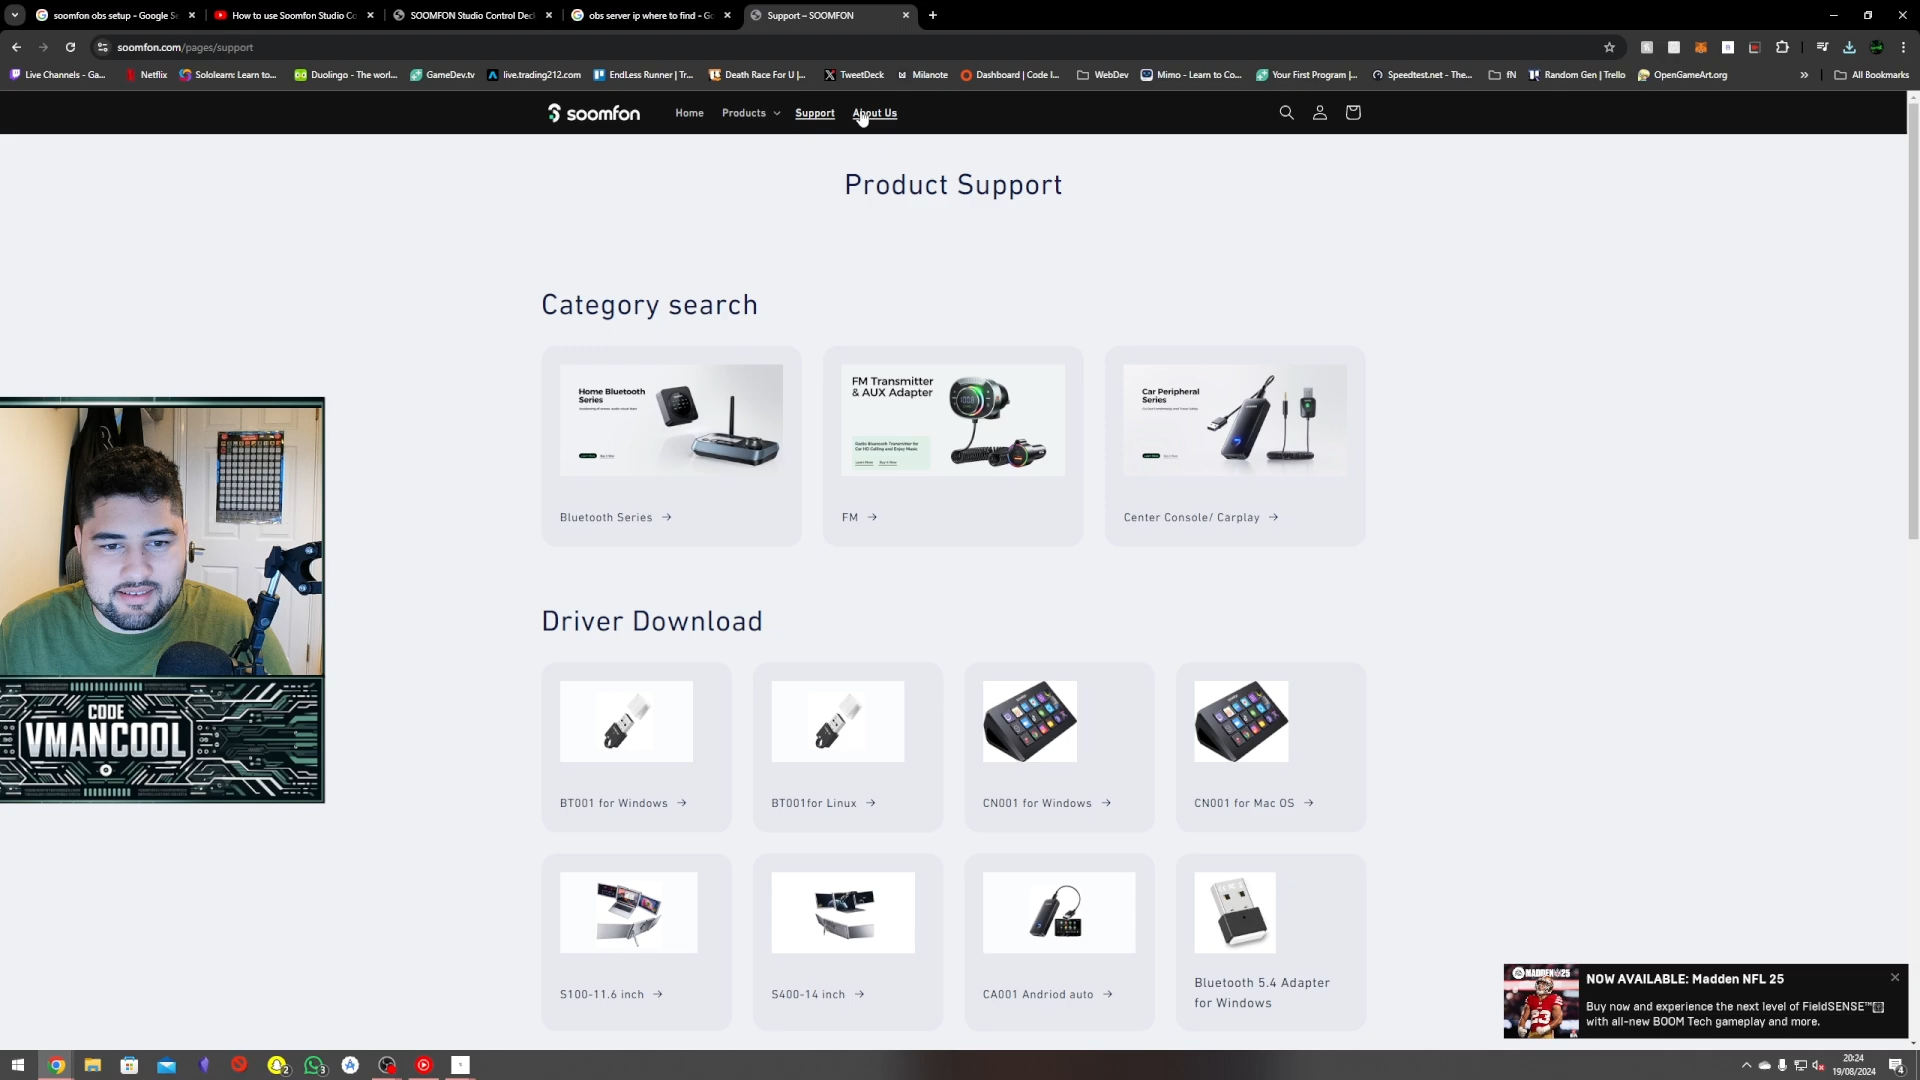 soomfon obs setup - Google Se
How to use Soomfon Studio Co
SOOMFON Studio Control Deck
obs server ip where to find - Go
Support – SOOMFON
soomfon.com/pages/support
Live Channels - Ga...
Netflix
Sololearn: Learn to...
Duolingo - The worl...
GameDev.tv
live.trading212.com
EndLess Runner | Tr...
Death Race For U |...
TweetDeck
Milanote
Dashboard | Code I...
WebDev
Mimo - Learn to Co...
Your First Program |...
Speedtest.net - The...
fN
Random Gen | Trello
OpenGameArt.org
All Bookmarks
soomfon
Home
Products
Support
About Us
Product Support
Category search
Home Bluetooth
Series
FM Transmitter
& AUX Adapter
Car Peripheral
Series
Bluetooth Series →
FM →
Center Console/ Carplay →
Driver Download
BT001 for Windows →
BT001for Linux →
CN001 for Windows →
CN001 for Mac OS →
S100-11.6 inch →
S400-14 inch →
CA001 Andriod auto →
Bluetooth 5.4 Adapter
for Windows
CODE
VMANCOOL
MADDEN 25
NOW AVAILABLE: Madden NFL 25
Buy now and experience the next level of FieldSENSE™
with all-new BOOM Tech gameplay and more.
20:24
19/08/2024